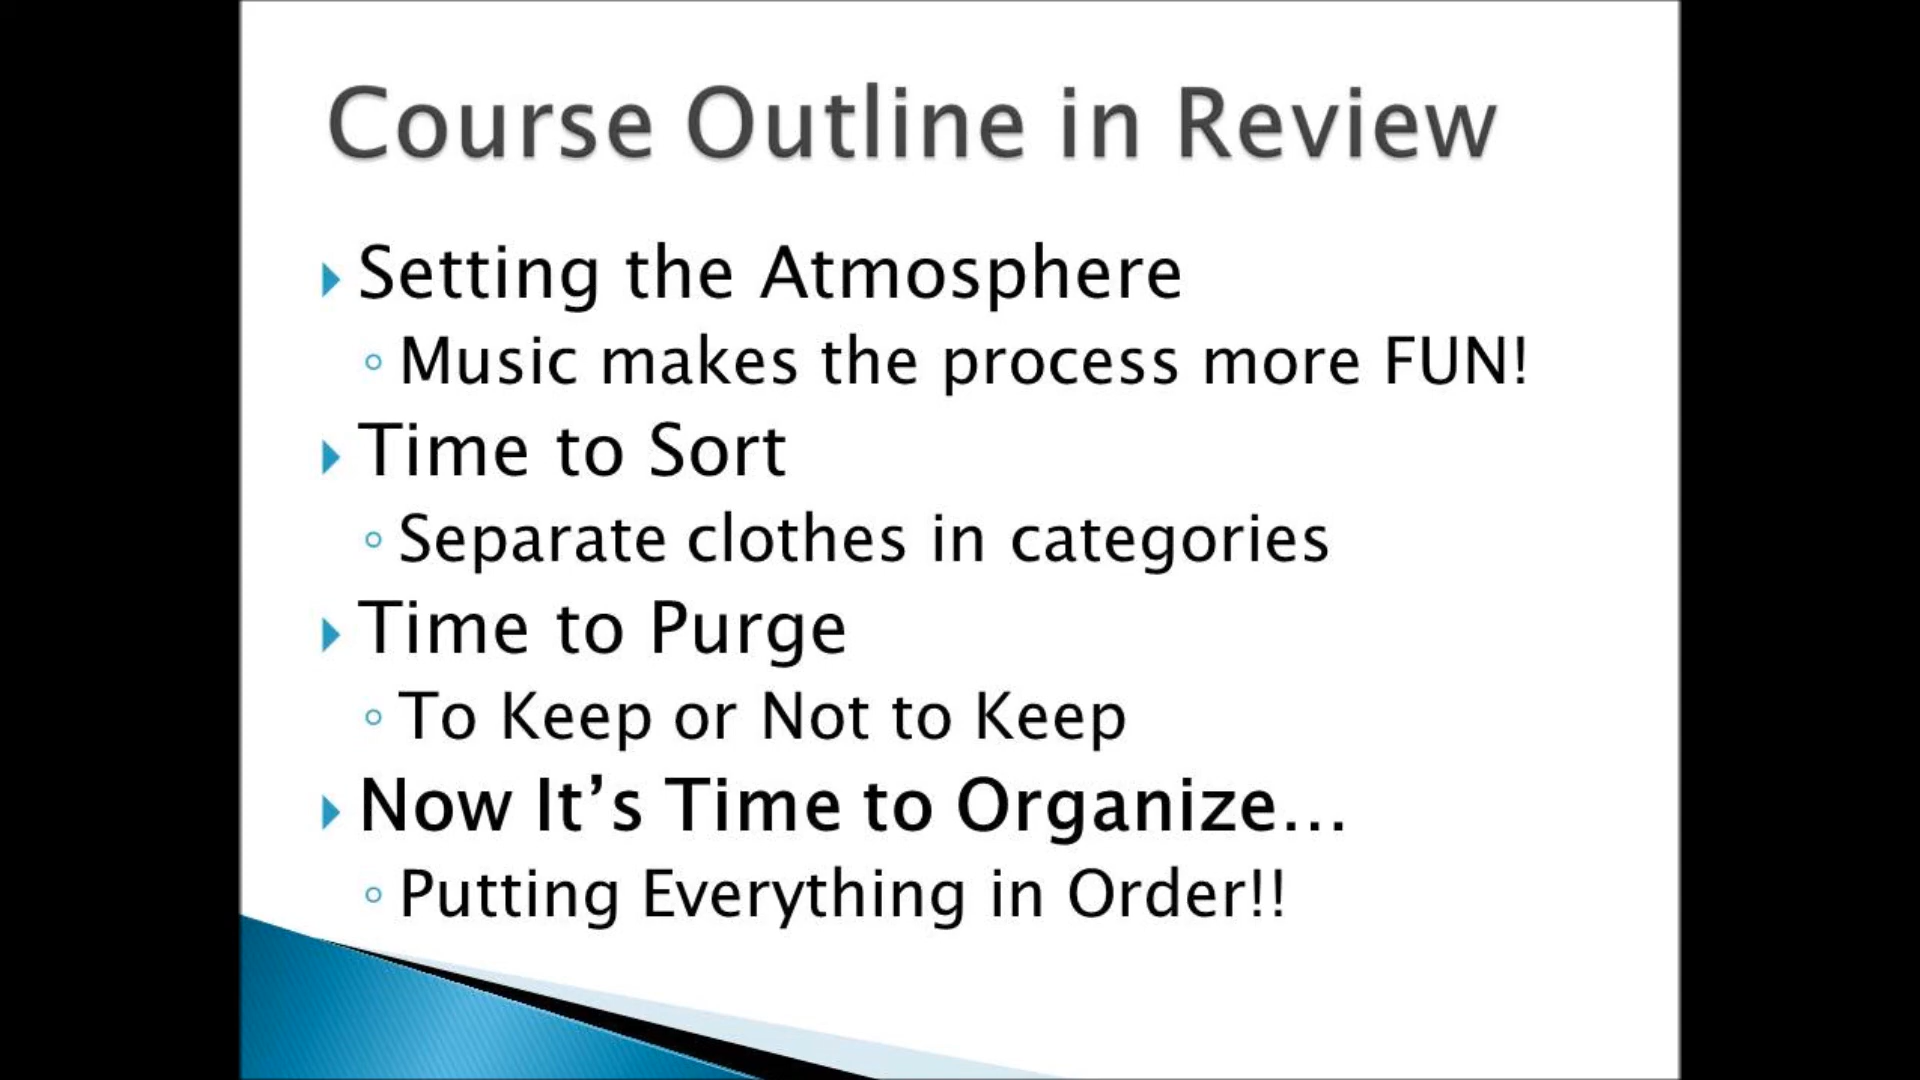 Course Outline in Review
Setting the Atmosphere
Music makes the process more FUN!
Time to Sort
Separate clothes in categories
Time to Purge
To Keep or Not to Keep
Now It’s Time to Organize…
Putting Everything in Order!!